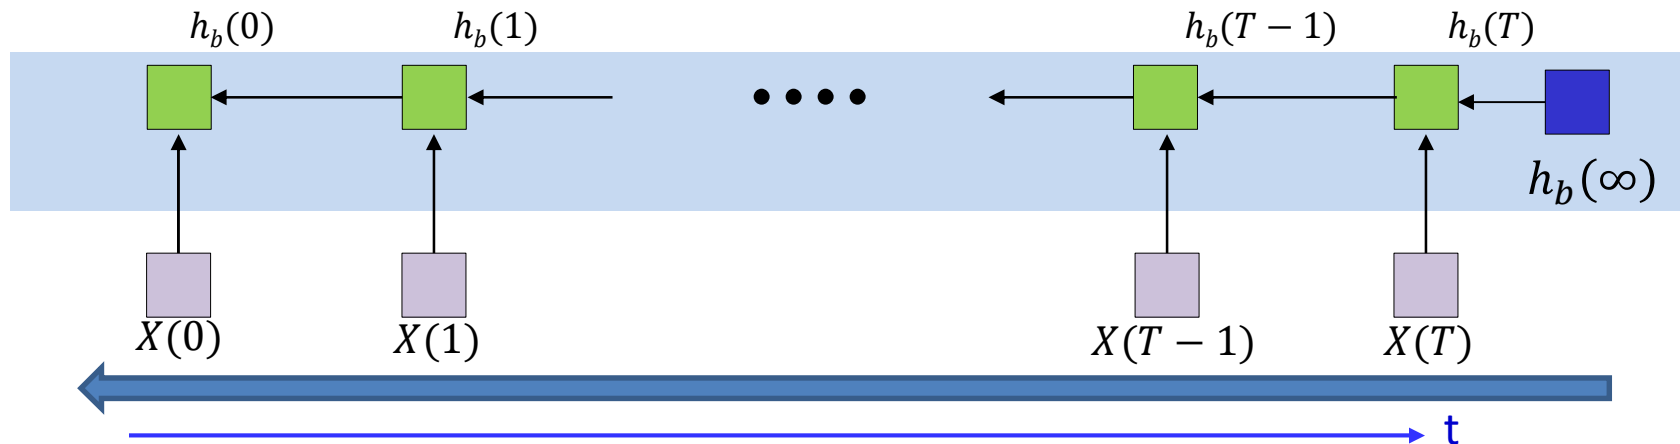 h_b(0) h_b(1) h_b(T − 1) h_b(T)
h_b(∞)
X(0) X(1) X(T − 1) X(T)
t